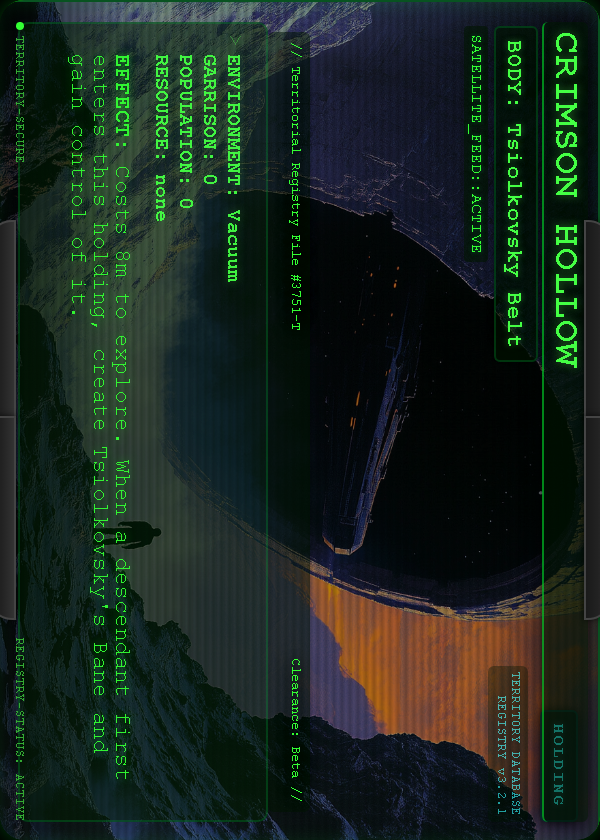 CRIMSON HOLLOW
HOLDING
BODY: Tsiolkovsky Belt
TERRITORY DATABASE
REGISTRY v3.2.1
SATELLITE_FEED::ACTIVE
// Territorial Registry File #3751-T
Clearance: Beta //
ENVIRONMENT: Vacuum
GARRISON: 0
POPULATION: 0
RESOURCE: none
EFFECT: Costs 8m to explore. When a descendant first
enters this holding, create Tsiolkovsky's Bane and
gain control of it.
TERRITORY-SECURE
REGISTRY-STATUS: ACTIVE